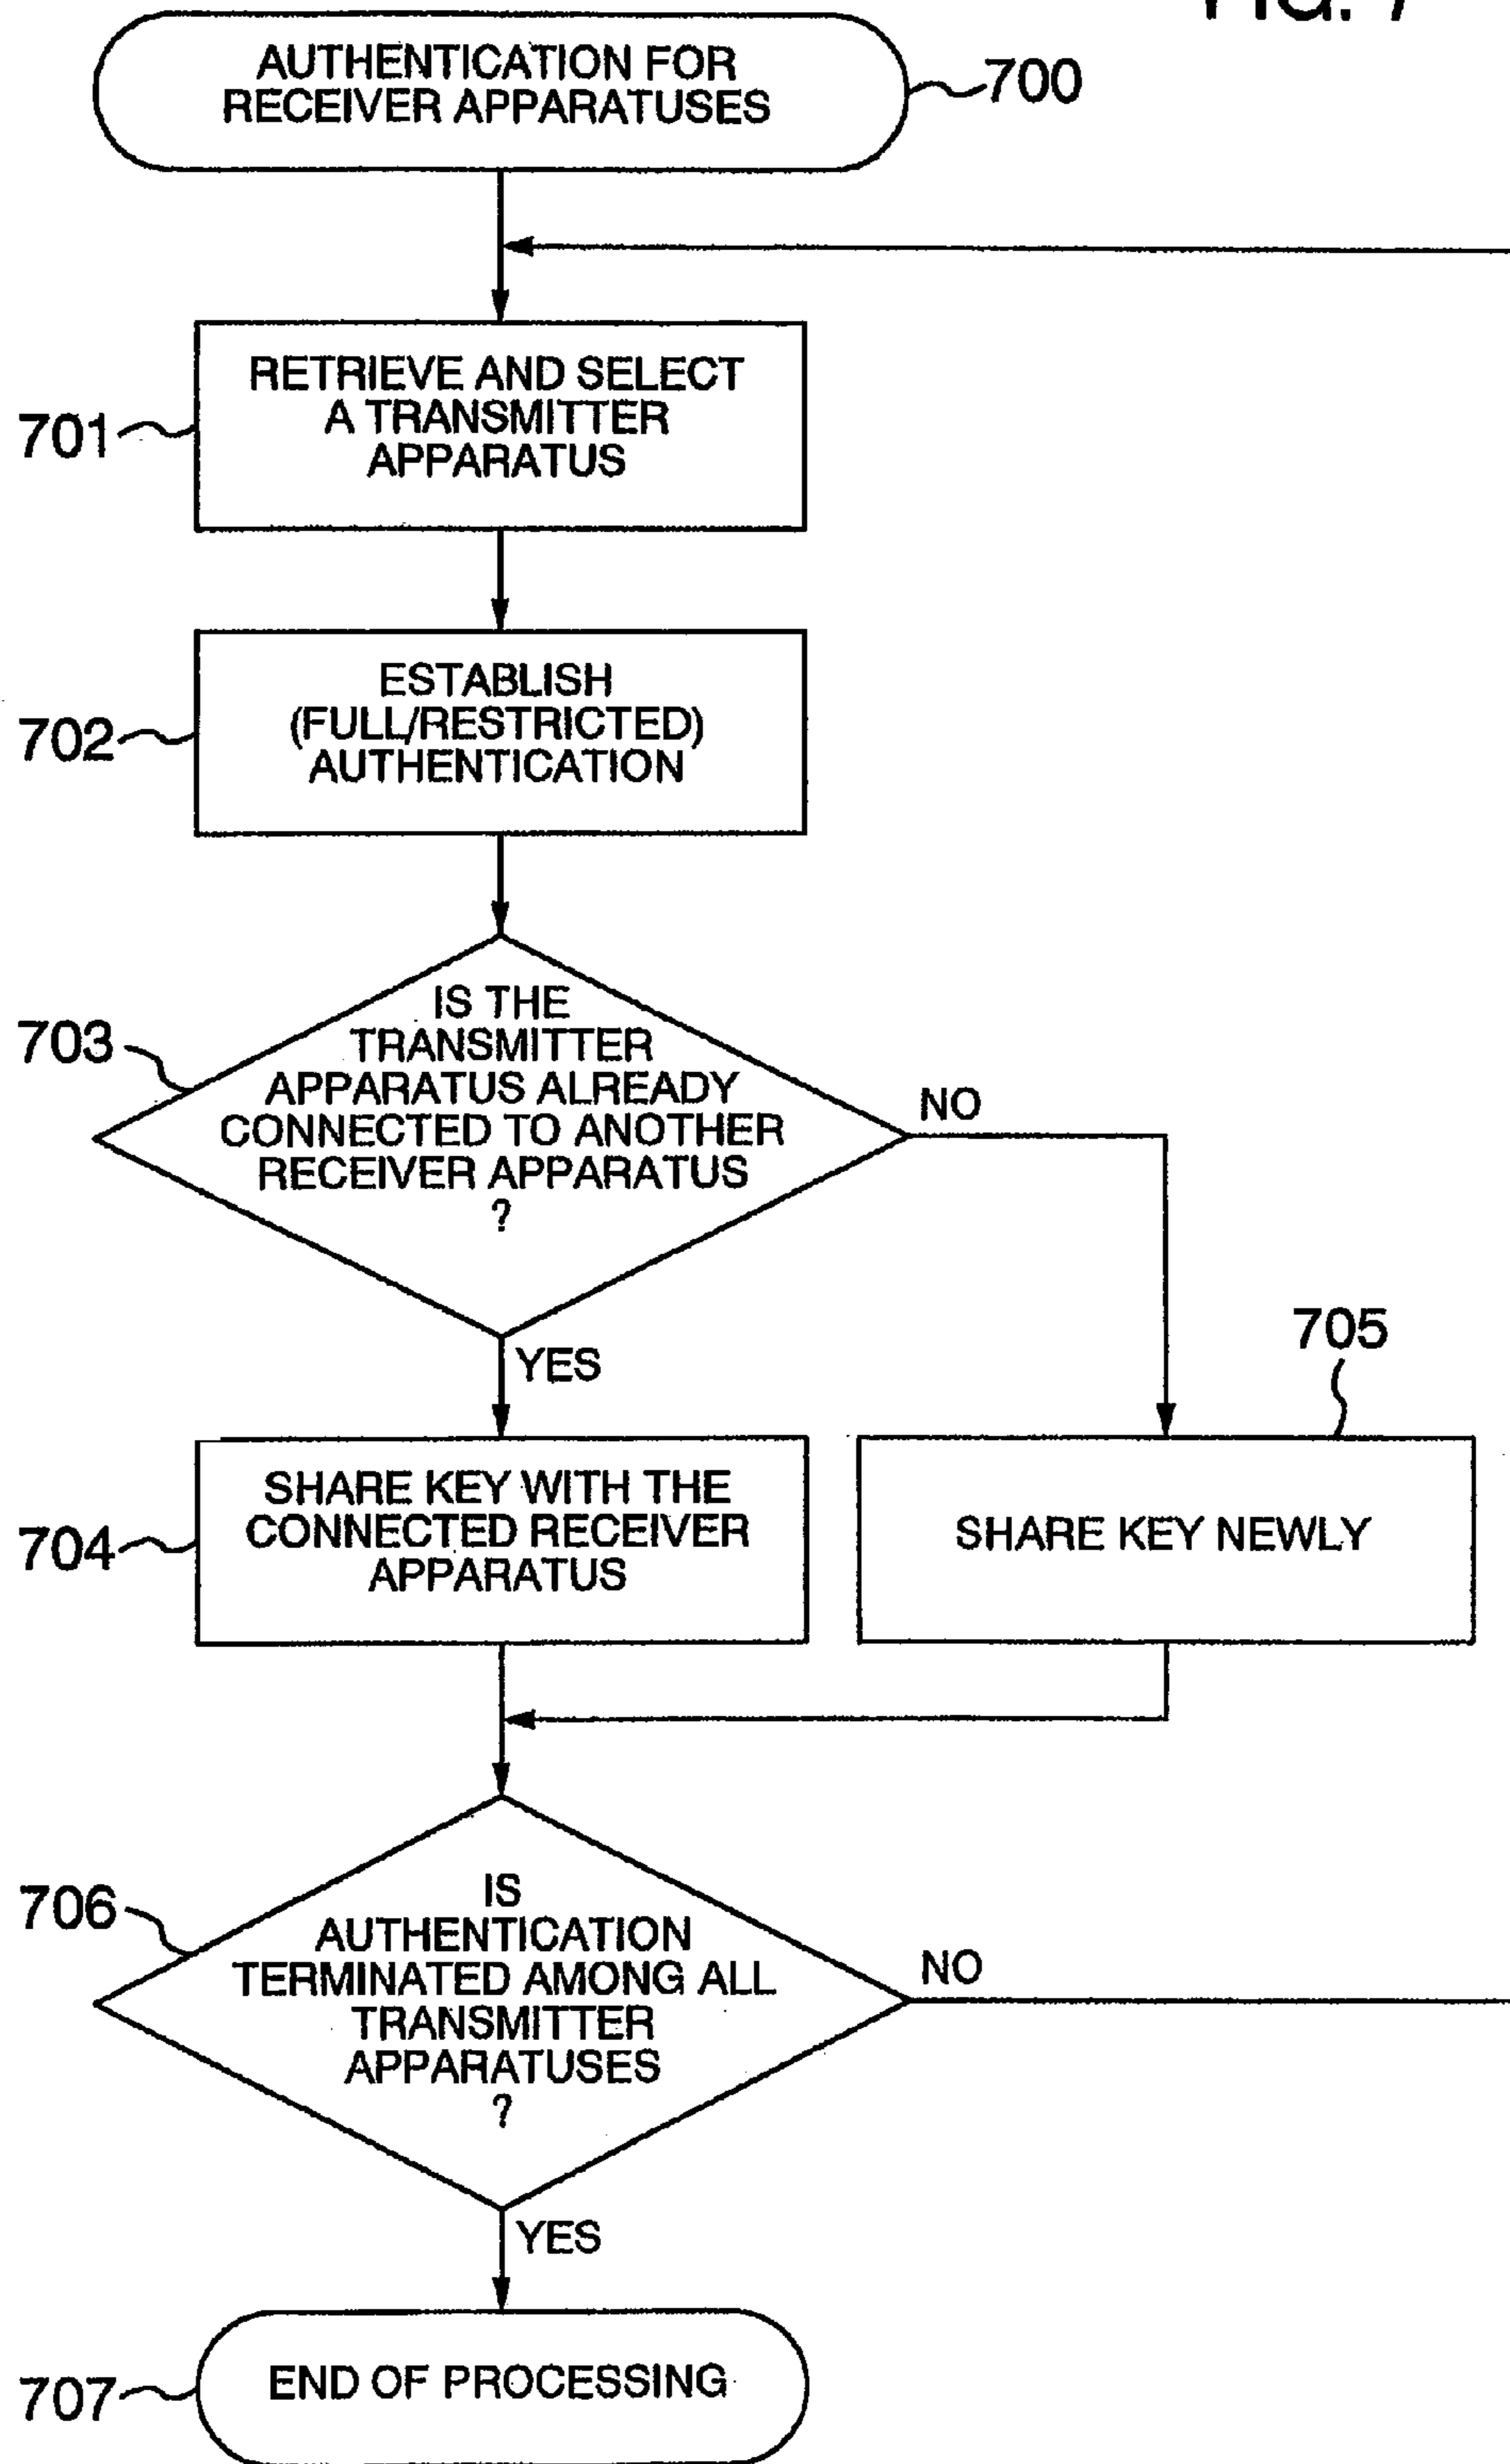 FIG. 7
AUTHENTICATION FOR
RECEIVER APPARATUSES
700
RETRIEVE AND SELECT
A TRANSMITTER
APPARATUS
701
ESTABLISH
(FULL/RESTRICTED)
AUTHENTICATION
702
IS THE
TRANSMITTER
APPARATUS ALREADY
CONNECTED TO ANOTHER
RECEIVER APPARATUS
?
703
NO
YES
705
SHARE KEY WITH THE
CONNECTED RECEIVER
APPARATUS
704
SHARE KEY NEWLY
IS
AUTHENTICATION
TERMINATED AMONG ALL
TRANSMITTER
APPARATUSES
?
706
NO
YES
END OF PROCESSING
707